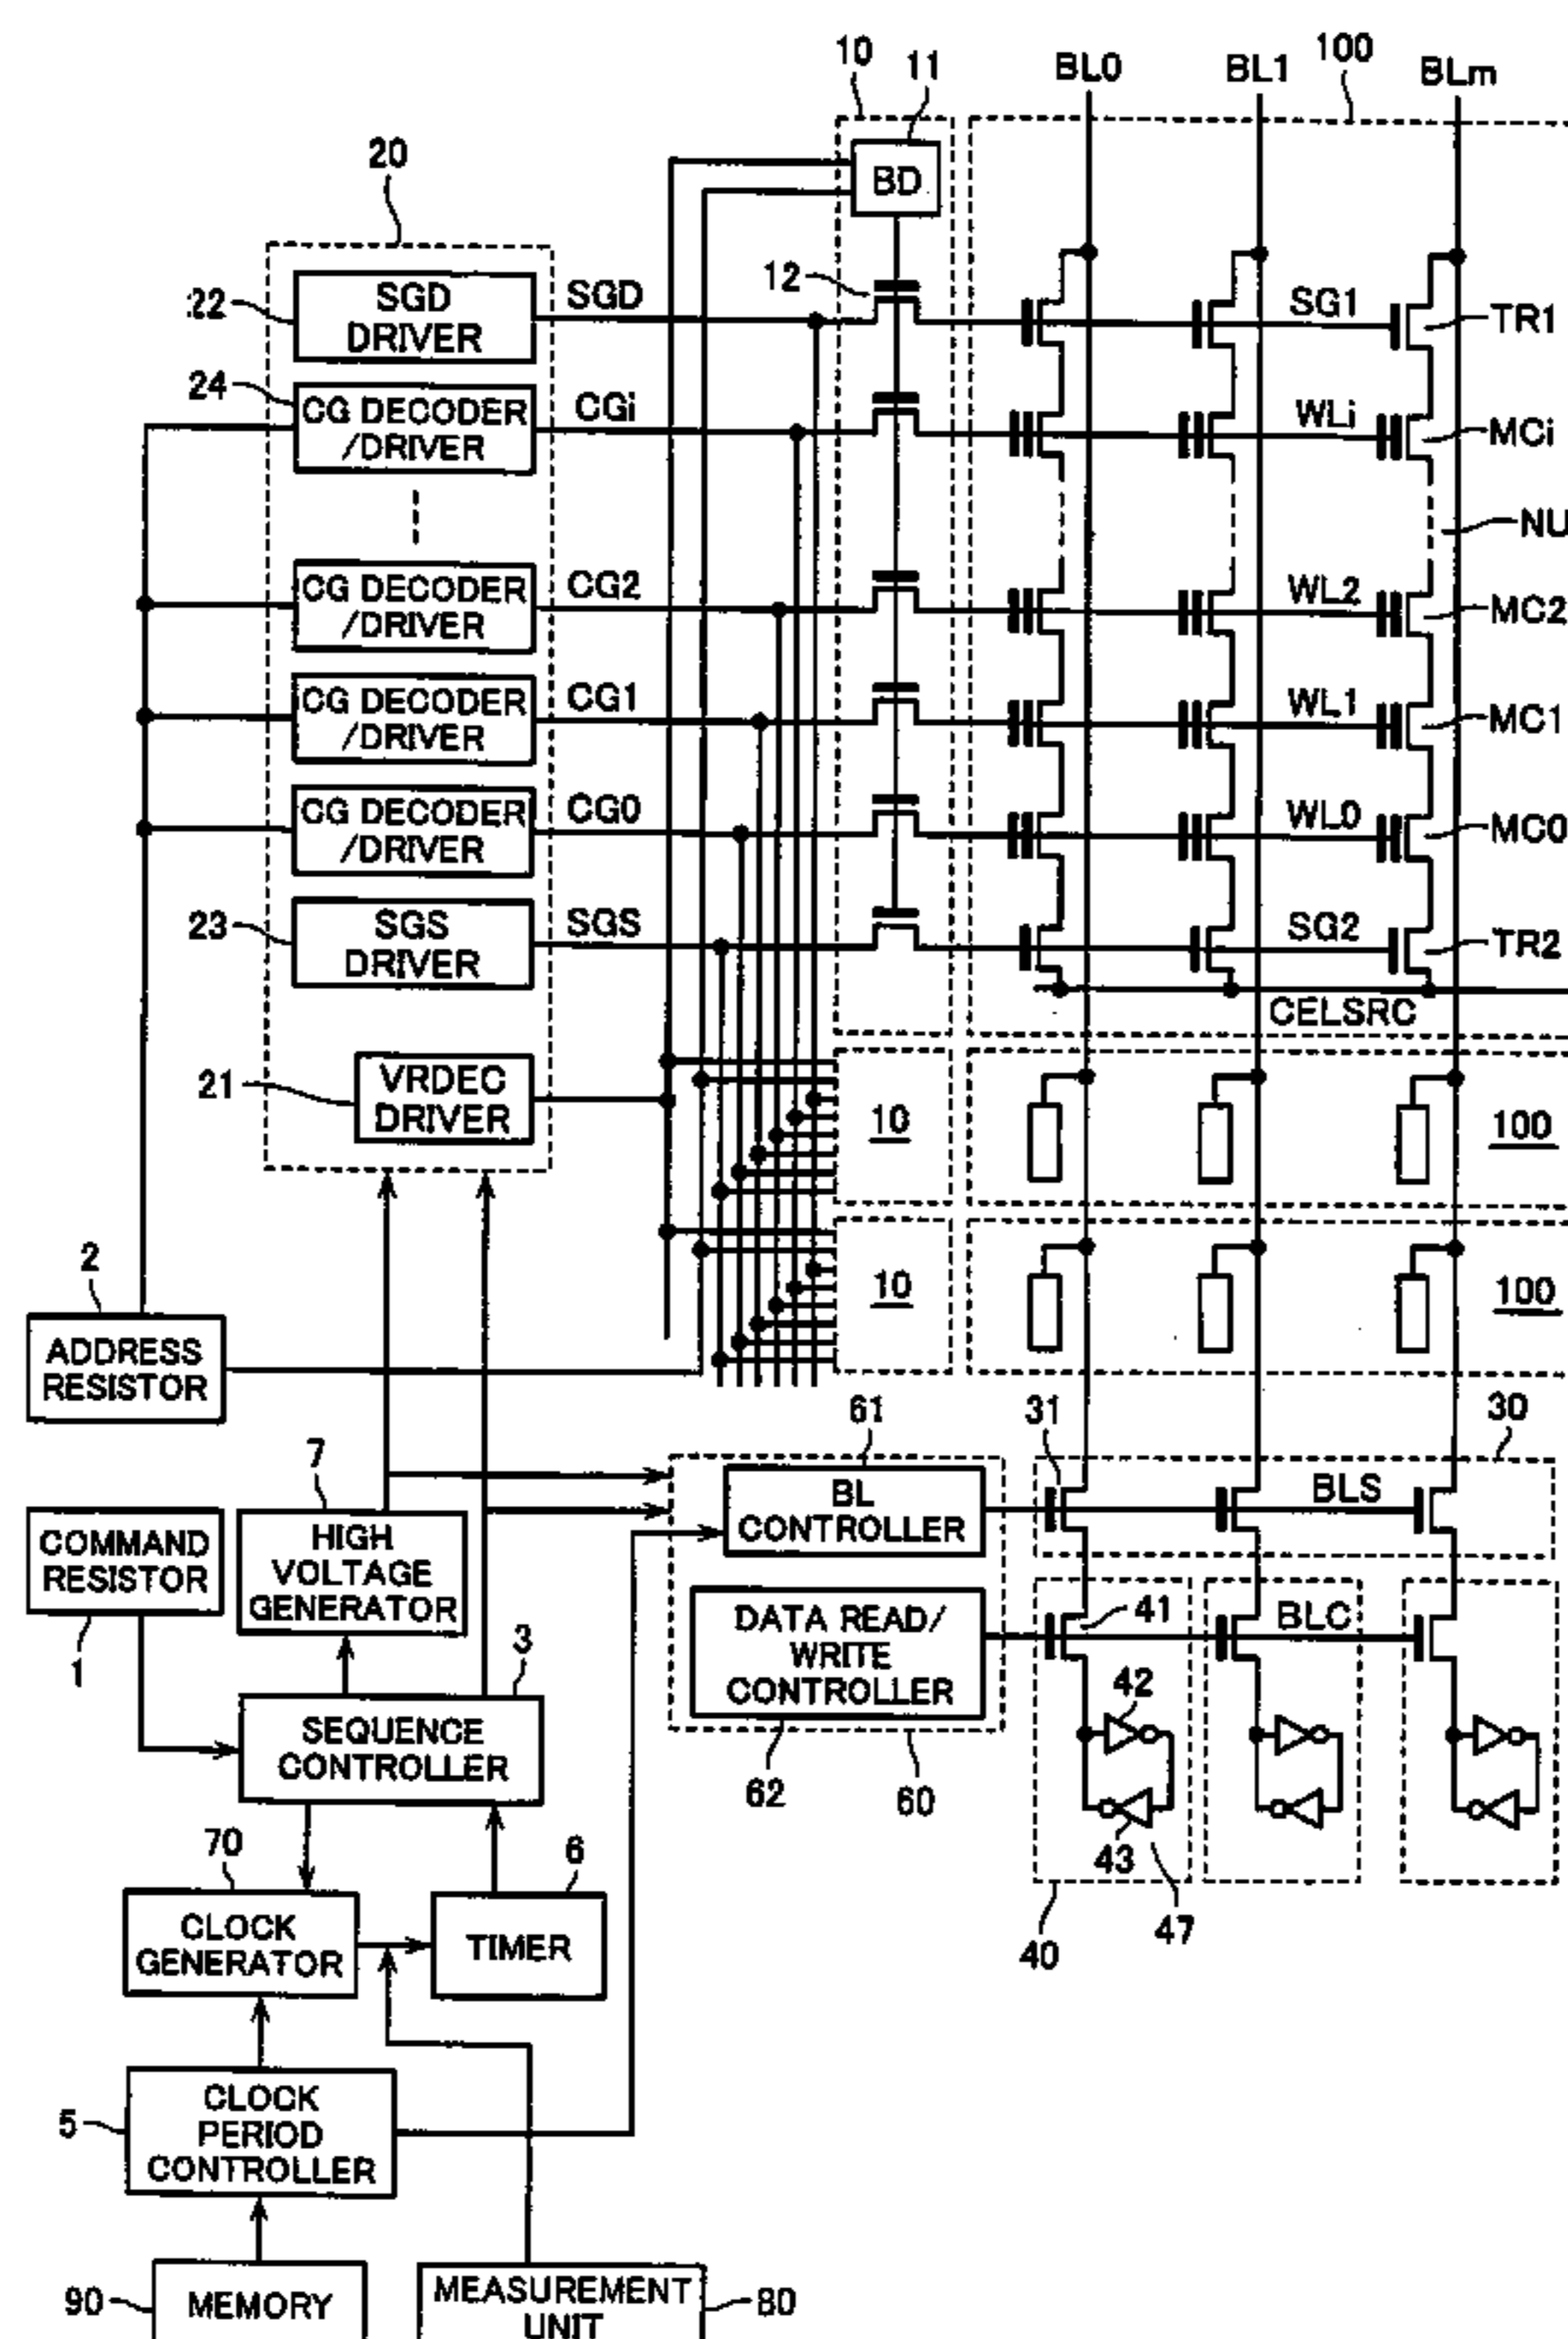 10
11
BL0
BL1
100
BLm
20
BD
22
SGD
DRIVER
SGD
12
SG1
TR1
24
CG DECODER
/DRIVER
CGi
WLi
MCi
NU
CG DECODER
/DRIVER
CG2
WL2
MC2
CG DECODER
/DRIVER
CG1
WL1
MC1
CG DECODER
/DRIVER
CG0
WL0
MC0
23
SGS
DRIVER
SGS
SG2
TR2
CELSRC
21
VRDEC
DRIVER
10
100
2
10
100
ADDRESS
RESISTOR
61
31
30
7
BL
CONTROLLER
BLS
COMMAND
RESISTOR
HIGH
VOLTAGE
GENERATOR
1
3
DATA READ/
WRITE
CONTROLLER
41
BLC
42
SEQUENCE
CONTROLLER
62
60
43
70
6
40
47
CLOCK
GENERATOR
TIMER
5
CLOCK
PERIOD
CONTROLLER
90
MEMORY
MEASUREMENT
UNIT
80